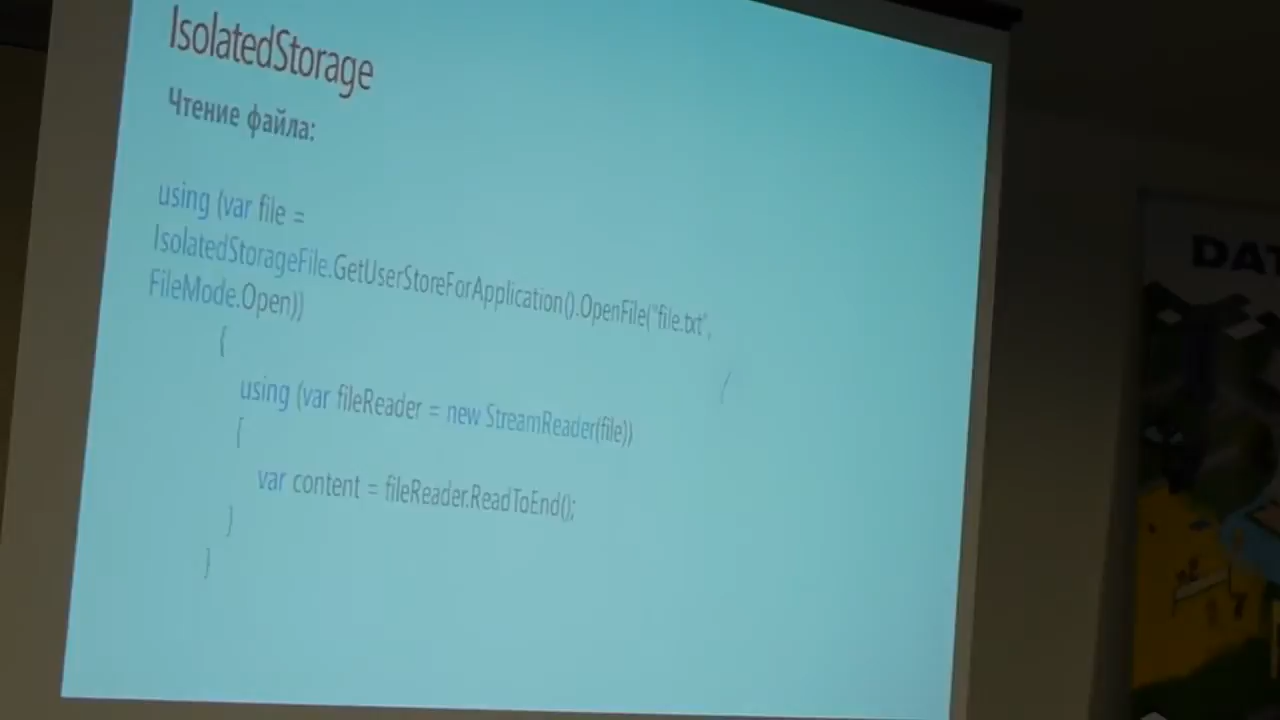 IsolatedStorage
Чтение файла:
using (var file =
IsolatedStorageFile.GetUserStoreForApplication().OpenFile("file.txt",
FileMode.Open))
{
using (var fileReader = new StreamReader(file))
{
var content = fileReader.ReadToEnd();
}
}
DAT